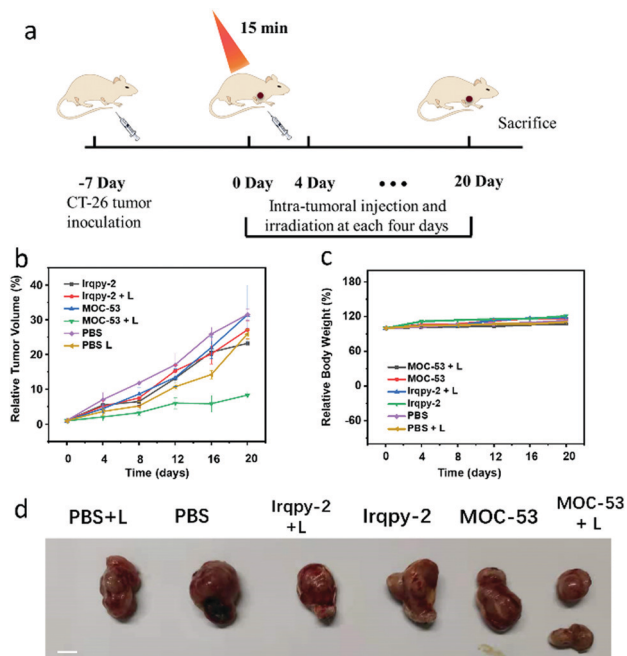 a
15 min
Sacrifice
-7 Day
0 Day
4 Day
•••
20 Day
CT-26 tumor
inoculation
Intra-tumoral injection and
irradiation at each four days
b
Relative Tumor Volume (%)
40
30
20
10
0
Irqpy-2
Irqpy-2 + L
MOC-53
MOC-53 + L
PBS
PBS L
0 4 8 12 16 20
Time (days)
c
Relative Body Weight (%)
180
120
60
0
-60
MOC-53 + L
MOC-53
Irqpy-2 + L
Irqpy-2
PBS
PBS + L
0 4 8 12 16 20
Time (days)
d
PBS+L
PBS
Irqpy-2
+L
Irqpy-2
MOC-53
MOC-53
+ L